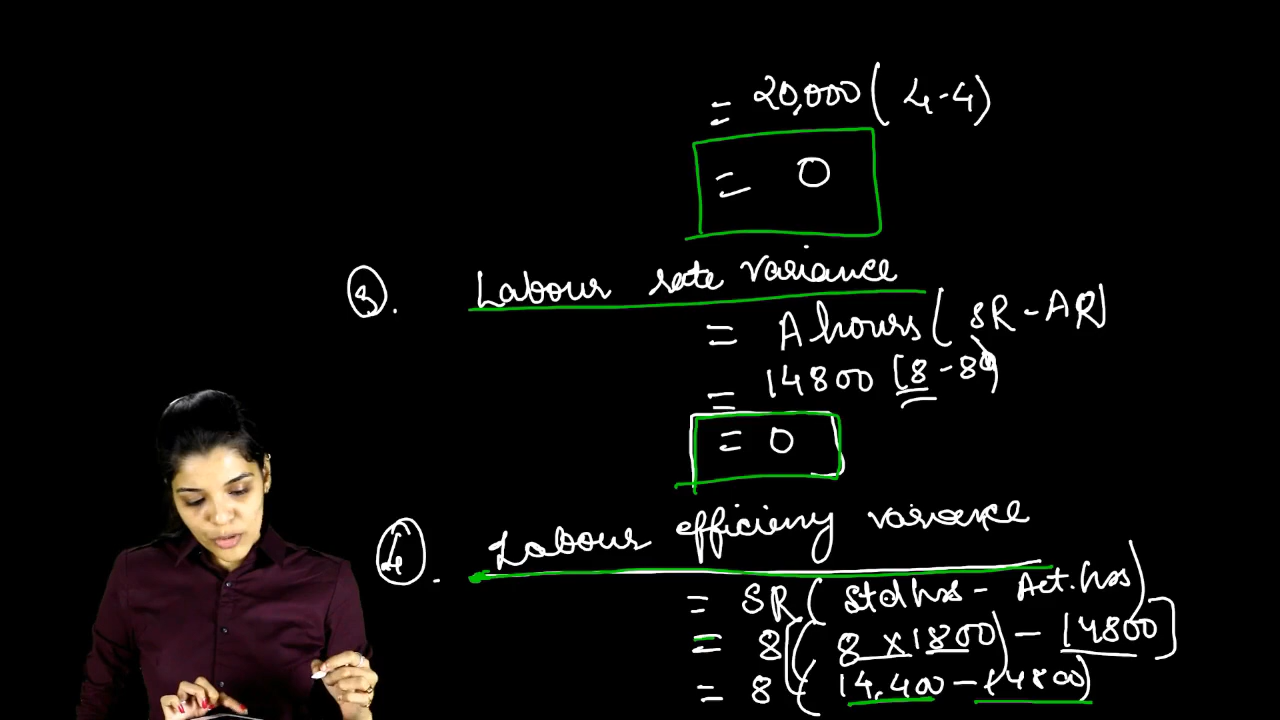 = 20,000 ( 4 - 4)
= 0
3. Labour rate variance
= A hours ( SR - AR)
= 14800 [8 - 8)
= 0
4. Labour efficiency variance
= SR ( Std hrs - Act. hrs)
= 8 [( 8 x 1800) - 14800]
= 8 ( 14,400 - 14800)